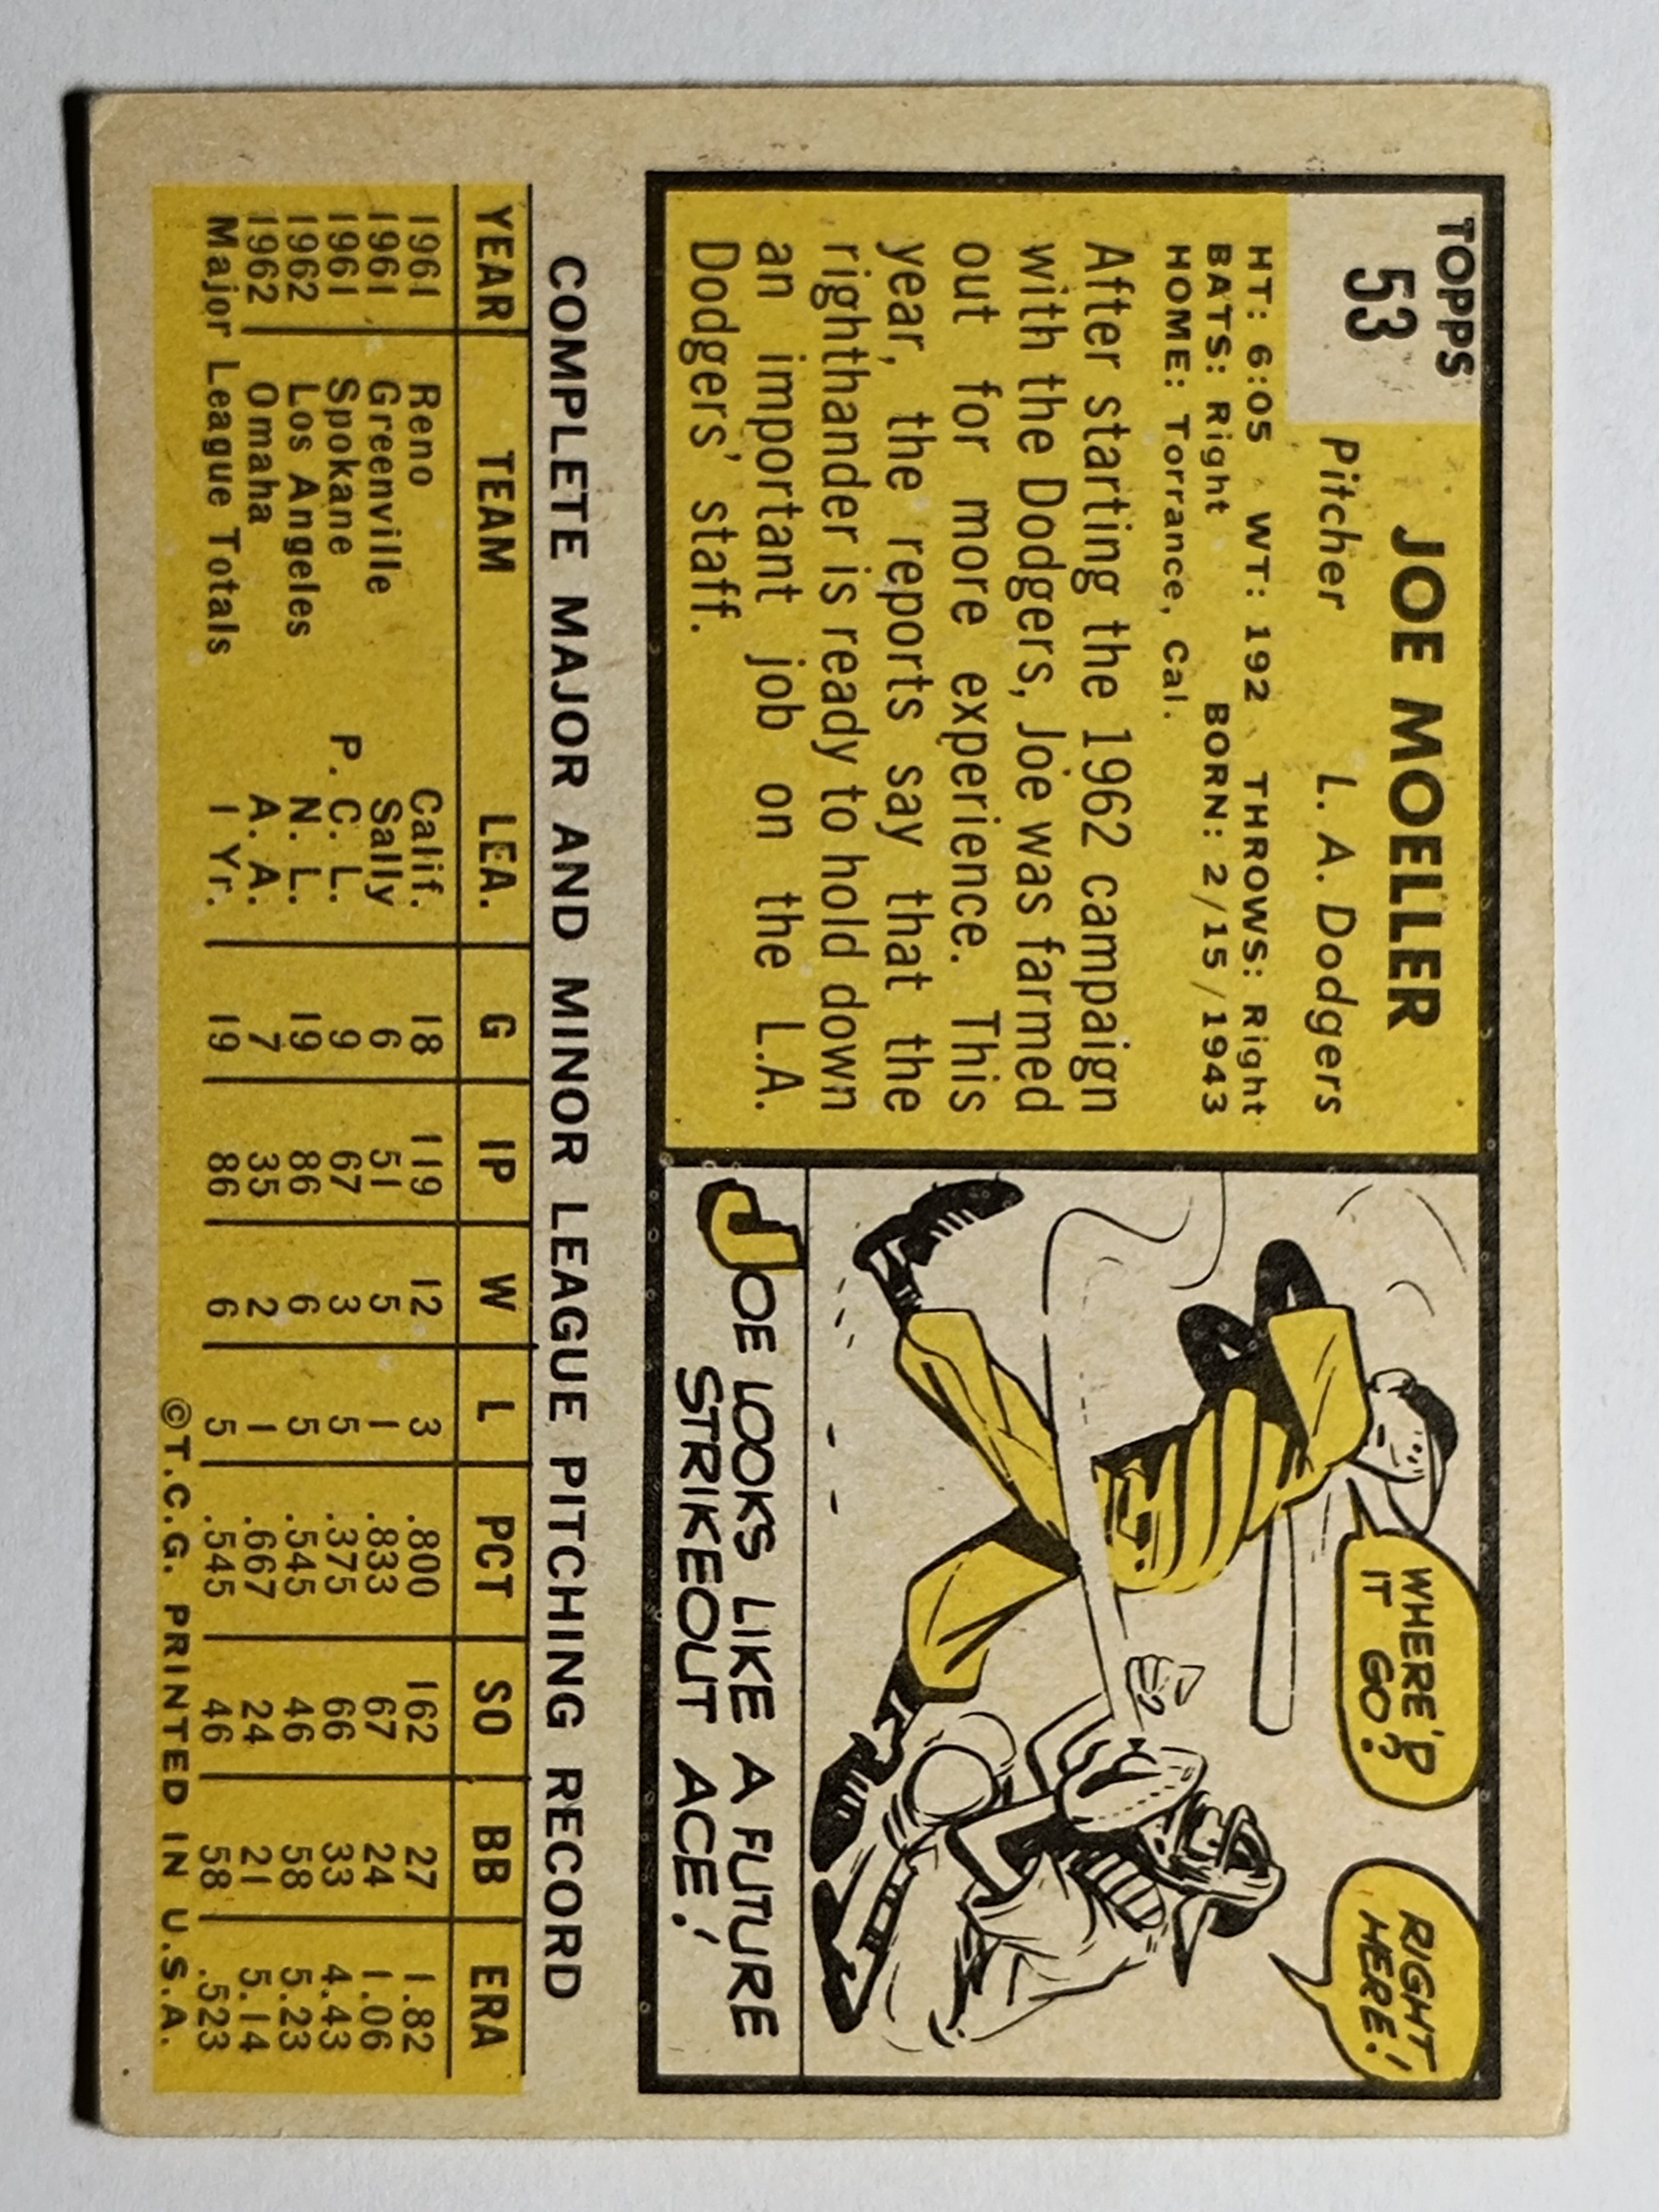 TOPPS
53
JOE MOELLER
Pitcher L. A. Dodgers
HT: 6:05 WT: 192 THROWS: Right
BATS: Right BORN: 2/15/1943
HOME: Torrance, Cal.
After starting the 1962 campaign
with the Dodgers, Joe was farmed
out for more experience. This
year, the reports say that the
righthander is ready to hold down
an important job on the L.A.
Dodgers' staff.
WHERE'D
IT GO?
RIGHT
HERE!
JOE LOOKS LIKE A FUTURE
STRIKEOUT ACE!
COMPLETE MAJOR AND MINOR LEAGUE PITCHING RECORD
YEAR TEAM LEA. G IP W L PCT SO BB ERA
1961 Reno Calif. 18 119 12 3 .800 162 27 1.82
1961 Greenville Sally 6 51 5 1 .833 67 24 1.06
1961 Spokane P. C. L. 9 67 3 5 .375 66 33 4.43
1962 Los Angeles N. L. 19 86 6 5 .545 46 58 5.23
1962 Omaha A. A. 7 35 2 1 .667 24 21 5.14
Major League Totals 1 Yr. 19 86 6 5 .545 46 58 .523
©T.C.G. PRINTED IN U.S.A.